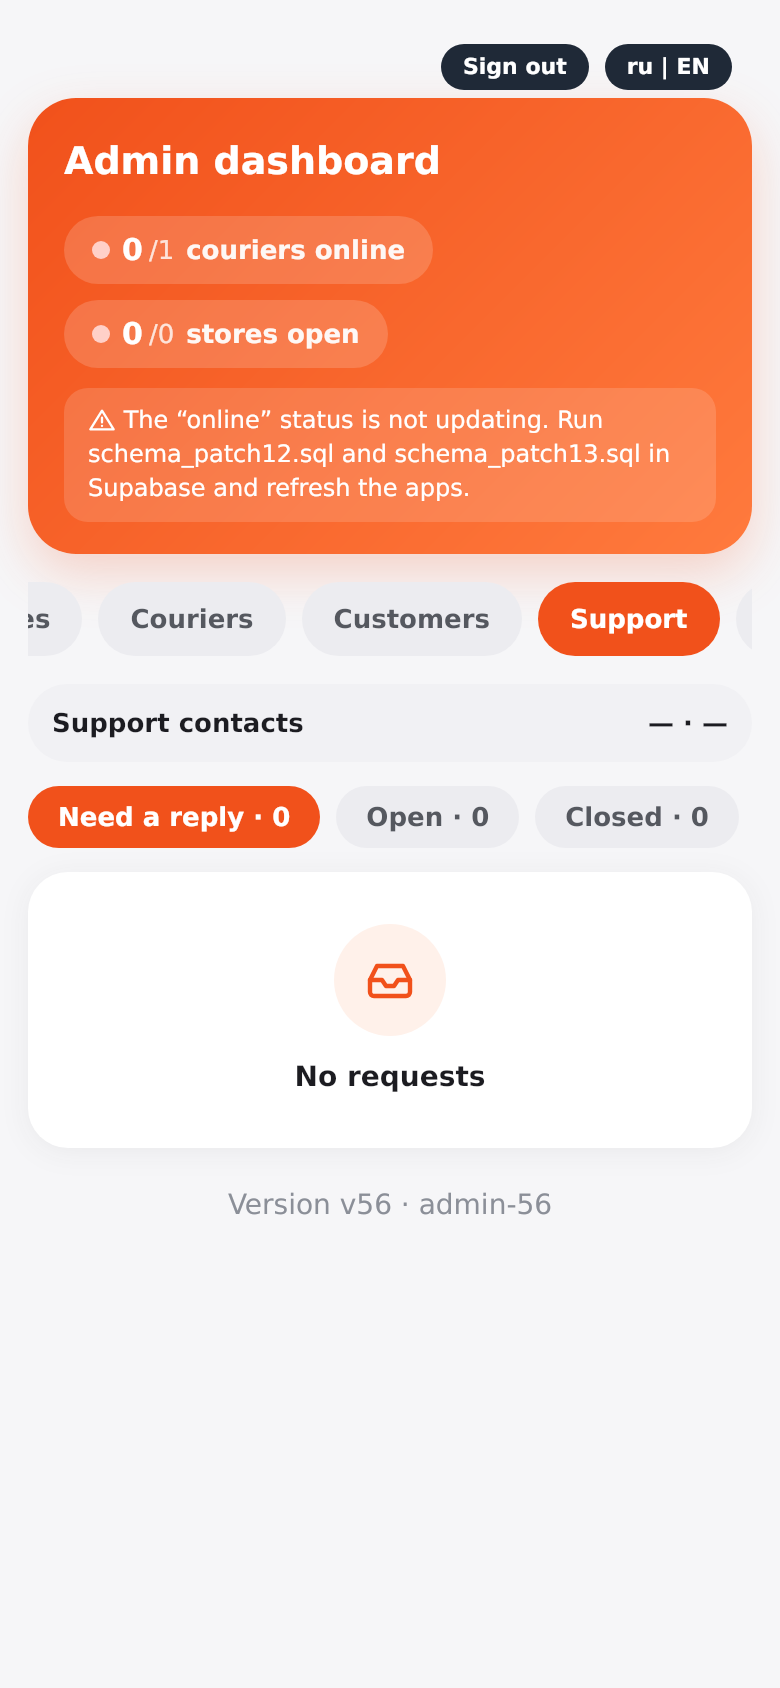 Sign out
ru | EN
Admin dashboard
0 /1 couriers online
0 /0 stores open
⚠ The “online” status is not updating. Run
schema_patch12.sql and schema_patch13.sql in
Supabase and refresh the apps.
es
Couriers
Customers
Support
Support contacts
— · —
Need a reply · 0
Open · 0
Closed · 0
No requests
Version v56 · admin-56